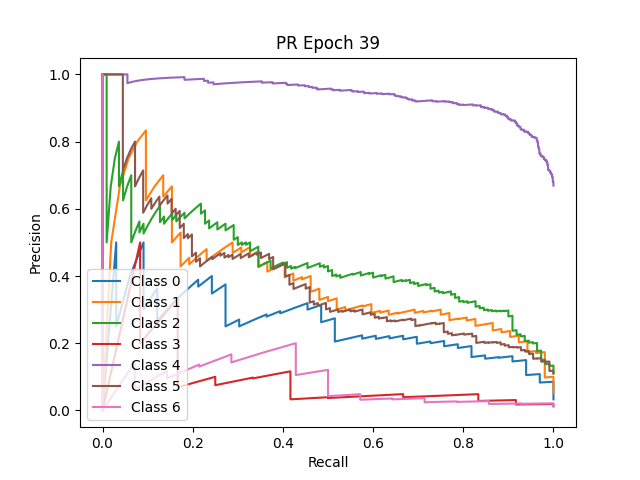 PR Epoch 39
Precision
1.0
0.8
0.6
0.4
0.2
0.0
Class 0
Class 1
Class 2
Class 3
Class 4
Class 5
Class 6
0.0 0.2 0.4 0.6 0.8 1.0
Recall